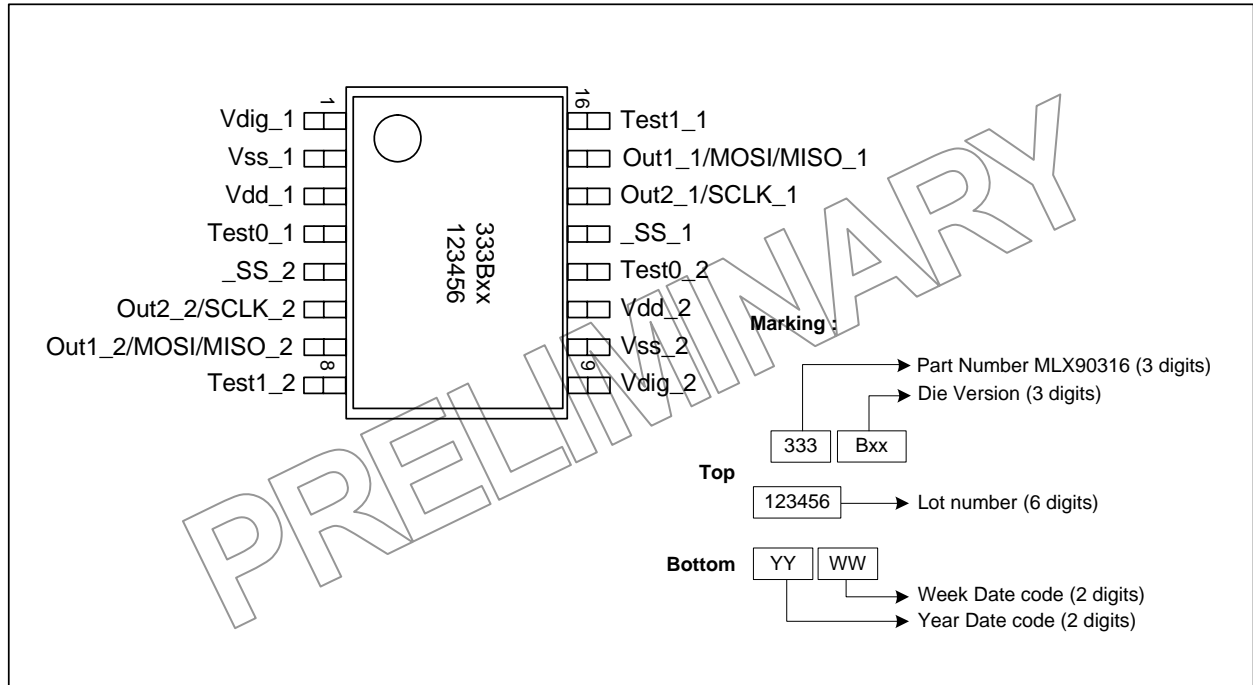 1
Vdig_1
Vss_1
Vdd_1
Test0_1
_SS_2
Out2_2/SCLK_2
Out1_2/MOSI/MISO_2
8
Test1_2
16
Test1_1
Out1_1/MOSI/MISO_1
Out2_1/SCLK_1
_SS_1
Test0_2
Vdd_2
Vss_2
9
Vdig_2
333Bxx
123456
PRELIMINARY
Marking :
Part Number MLX90316 (3 digits)
Die Version (3 digits)
333 Bxx
Top
123456 Lot number (6 digits)
Bottom YY WW
Week Date code (2 digits)
Year Date code (2 digits)